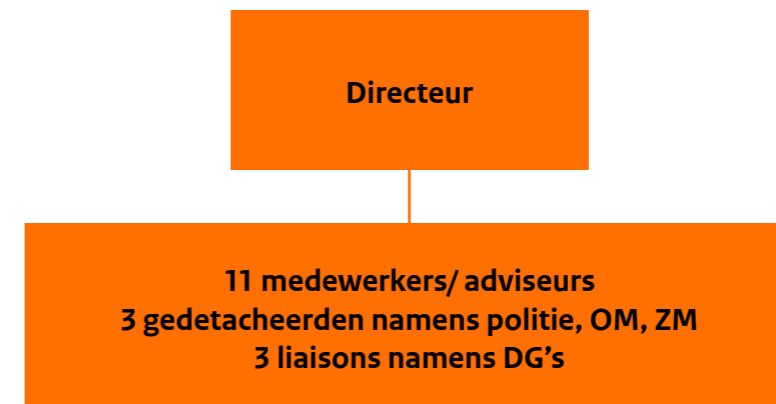 Directeur
11 medewerkers/ adviseurs
3 gedetacheerden namens politie, OM, ZM
3 liaisons namens DG’s